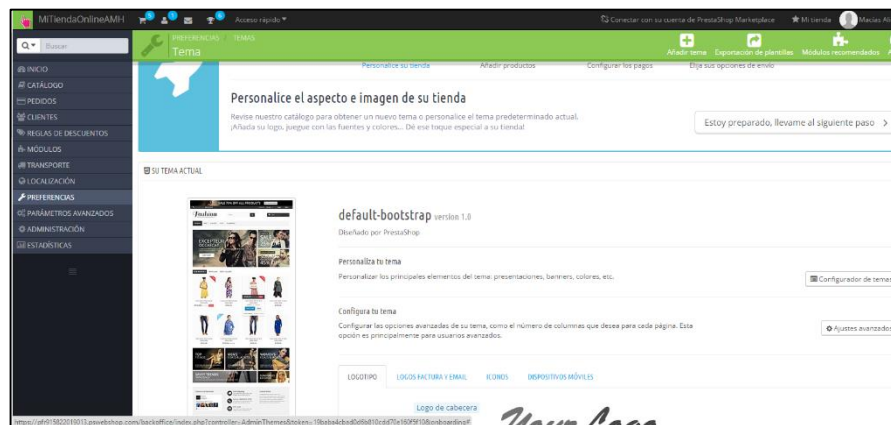 MiTiendaOnlineAMH
5
1
5
Acceso rápido
Conectar con su cuenta de PrestaShop Marketplace
Mi tienda
Macías
Buscar
PREFERENCIAS / TEMAS
Tema
Añadir tema
Exportación de plantillas
Módulos recomendados
INICIO
CATÁLOGO
PEDIDOS
CLIENTES
REGLAS DE DESCUENTOS
MÓDULOS
TRANSPORTE
LOCALIZACIÓN
PREFERENCIAS
PARÁMETROS AVANZADOS
ADMINISTRACIÓN
ESTADÍSTICAS
Personalice su tienda
Añadir productos
Configurar los pagos
Elija sus opciones de envío
Personalice el aspecto e imagen de su tienda
Revise nuestro catálogo para obtener un nuevo tema o personalice el tema predeterminado actual.
¡Añada su logo, juegue con las fuentes y colores... Dé ese toque especial a su tienda!
Estoy preparado, llevame al siguiente paso >
SU TEMA ACTUAL
default-bootstrap version 1.0
Diseñado por PrestaShop
Personaliza tu tema
Personalizar los principales elementos del tema: presentaciones, banners, colores, etc.
Configurador de temas
Configura tu tema
Configurar las opciones avanzadas de su tema, como el número de columnas que desea para cada página. Esta
opción es principalmente para usuarios avanzados.
Ajustes avanzados
LOGOTIPO
LOGOS FACTURA Y EMAIL
ICONOS
DISPOSITIVOS MÓVILES
Logo de cabecera
Your Logo
Fashion